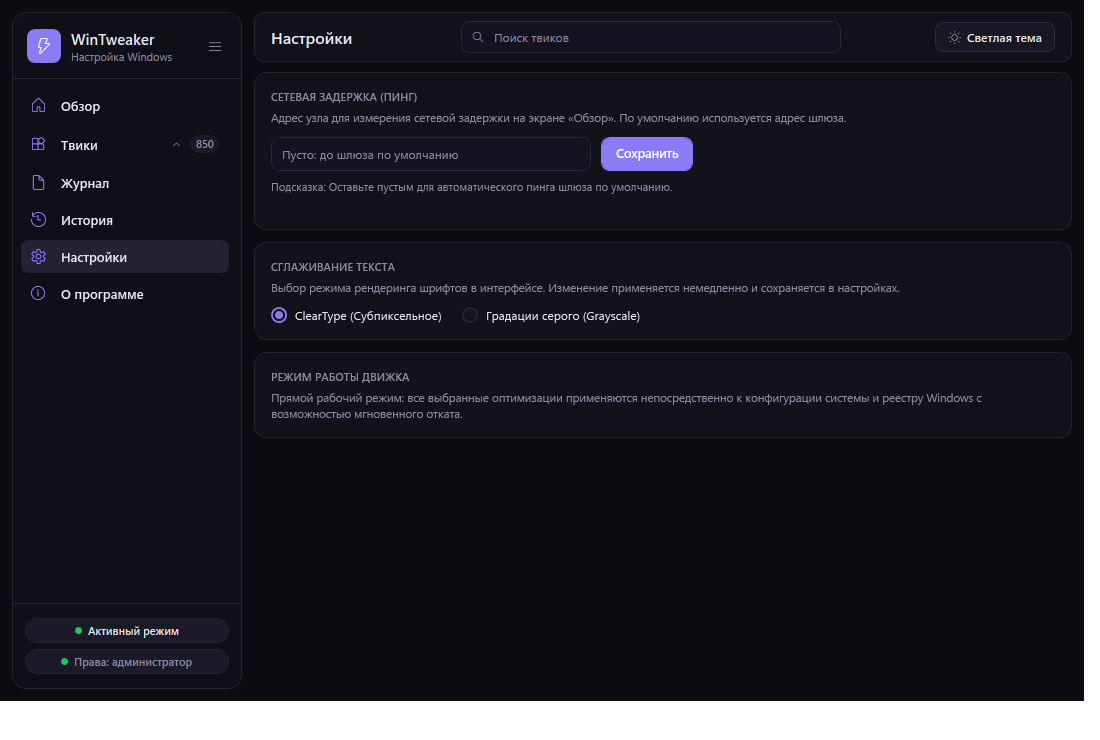 WinTweaker
Настройка Windows
Обзор
Твики
850
Журнал
История
Настройки
О программе
Активный режим
Права: администратор
Настройки
Поиск твиков
Светлая тема
СЕТЕВАЯ ЗАДЕРЖКА (ПИНГ)
Адрес узла для измерения сетевой задержки на экране «Обзор». По умолчанию используется адрес шлюза.
Пусто: до шлюза по умолчанию
Сохранить
Подсказка: Оставьте пустым для автоматического пинга шлюза по умолчанию.
СГЛАЖИВАНИЕ ТЕКСТА
Выбор режима рендеринга шрифтов в интерфейсе. Изменение применяется немедленно и сохраняется в настройках.
ClearType (Субпиксельное)
Градации серого (Grayscale)
РЕЖИМ РАБОТЫ ДВИЖКА
Прямой рабочий режим: все выбранные оптимизации применяются непосредственно к конфигурации системы и реестру Windows с
возможностью мгновенного отката.